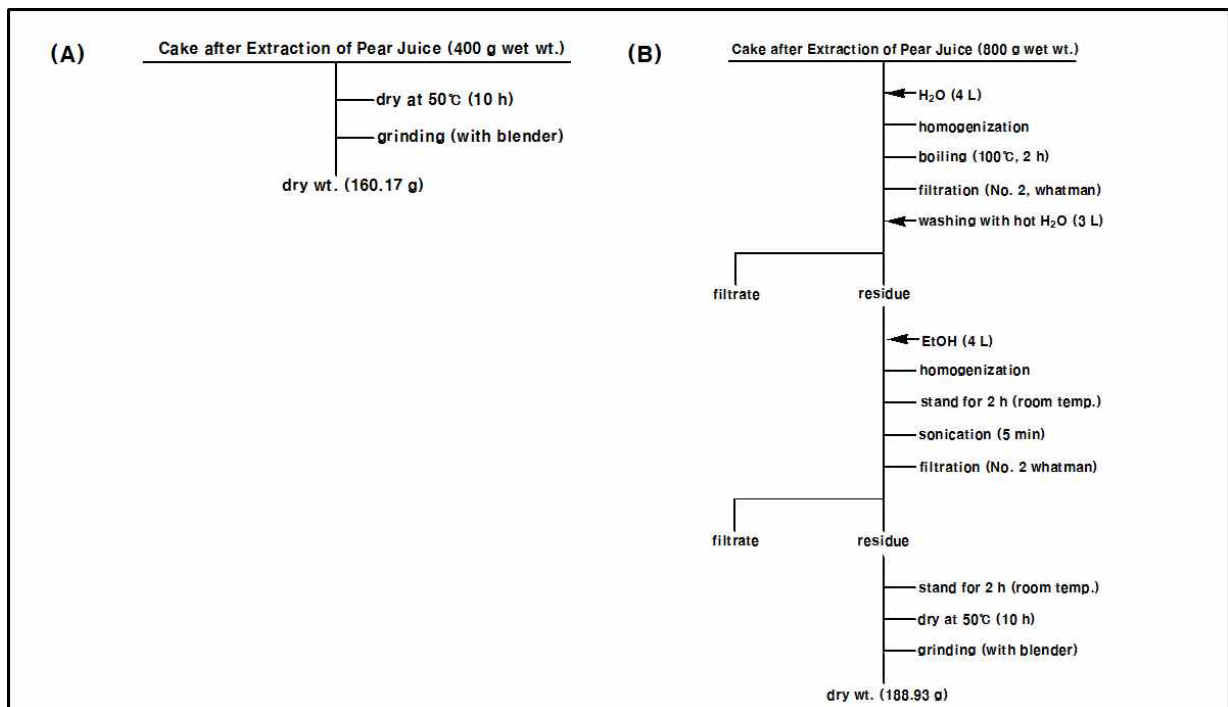 (A)
Cake after Extraction of Pear Juice (400 g wet wt.)
dry at 50℃ (10 h)
grinding (with blender)
dry wt. (160.17 g)
(B)
Cake after Extraction of Pear Juice (800 g wet wt.)
H₂O (4 L)
homogenization
boiling (100℃, 2 h)
filtration (No. 2, whatman)
washing with hot H₂O (3 L)
filtrate
residue
EtOH (4 L)
homogenization
stand for 2 h (room temp.)
sonication (5 min)
filtration (No. 2 whatman)
filtrate
residue
stand for 2 h (room temp.)
dry at 50℃ (10 h)
grinding (with blender)
dry wt. (188.93 g)